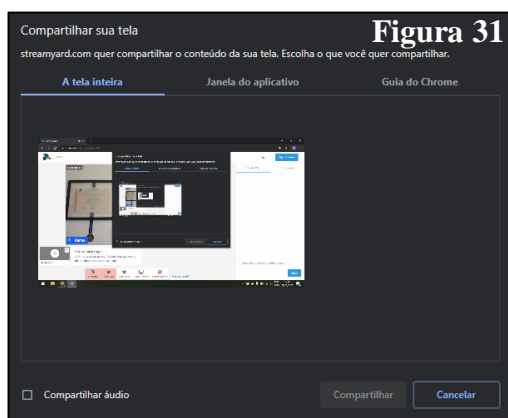 Compartilhar sua tela
Figura 31
streamyard.com quer compartilhar o conteúdo da sua tela. Escolha o que você quer compartilhar.
A tela inteira
Janela do aplicativo
Guia do Chrome
Compartilhar áudio
Compartilhar
Cancelar